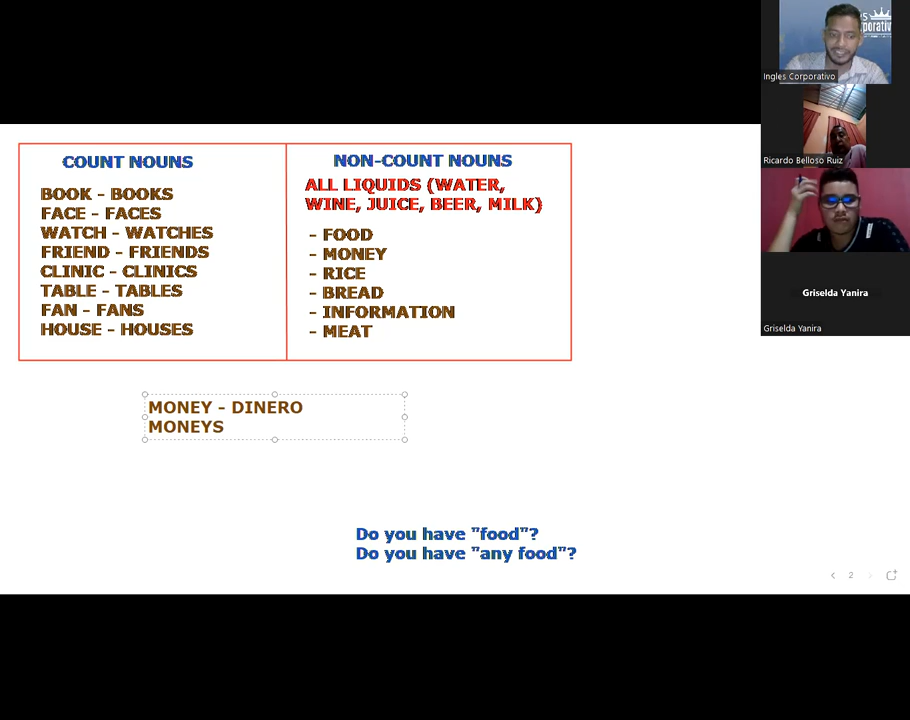 COUNT NOUNS
BOOK – BOOKS
FACE – FACES
WATCH – WATCHES
FRIEND – FRIENDS
CLINIC – CLINICS
TABLE – TABLES
FAN – FANS
HOUSE – HOUSES
NON-COUNT NOUNS
ALL LIQUIDS (WATER,
WINE, JUICE, BEER, MILK)
- FOOD
- MONEY
- RICE
- BREAD
- INFORMATION
- MEAT
MONEY - DINERO
MONEYS
Do you have "food"?
Do you have "any food"?
2
Ingles Corporativo
Ricardo Belloso Ruiz
Griselda Yanira
Griselda Yanira